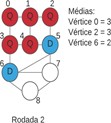 0 1 2
Q Q Q
3 4 5
Q Q Q
6 7
D D
8
Médias:
Vértice 0 = 3
Vértice 2 = 3
Vértice 6 = 2
Rodada 2